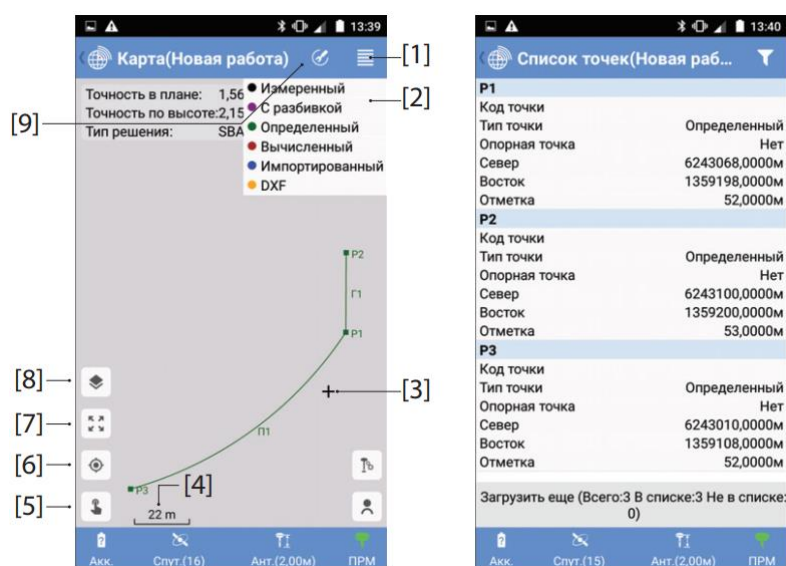 13:39
Карта(Новая работа)
[1]
[2]
[9]
Точность в плане: 1,56
Точность по высоте:2,15
Тип решения: SBA
Измеренный
С разбивкой
Определенный
Вычисленный
Импортированный
DXF
P2
Г1
P1
[8]
[3]
[7]
П1
[6]
[4]
P3
[5]
22 m
Акк. Спут.(16) Ант.(2,00м) ПРМ
13:40
Список точек(Новая раб...
P1
Код точки
Тип точки Определенный
Опорная точка Нет
Север 6243068,0000м
Восток 1359198,0000м
Отметка 52,0000м
P2
Код точки
Тип точки Определенный
Опорная точка Нет
Север 6243100,0000м
Восток 1359200,0000м
Отметка 53,0000м
P3
Код точки
Тип точки Определенный
Опорная точка Нет
Север 6243010,0000м
Восток 1359108,0000м
Отметка 52,0000м
Загрузить еще (Всего:3 В списке:3 Не в списке:
0)
Акк. Спут.(15) Ант.(2,00м) ПРМ